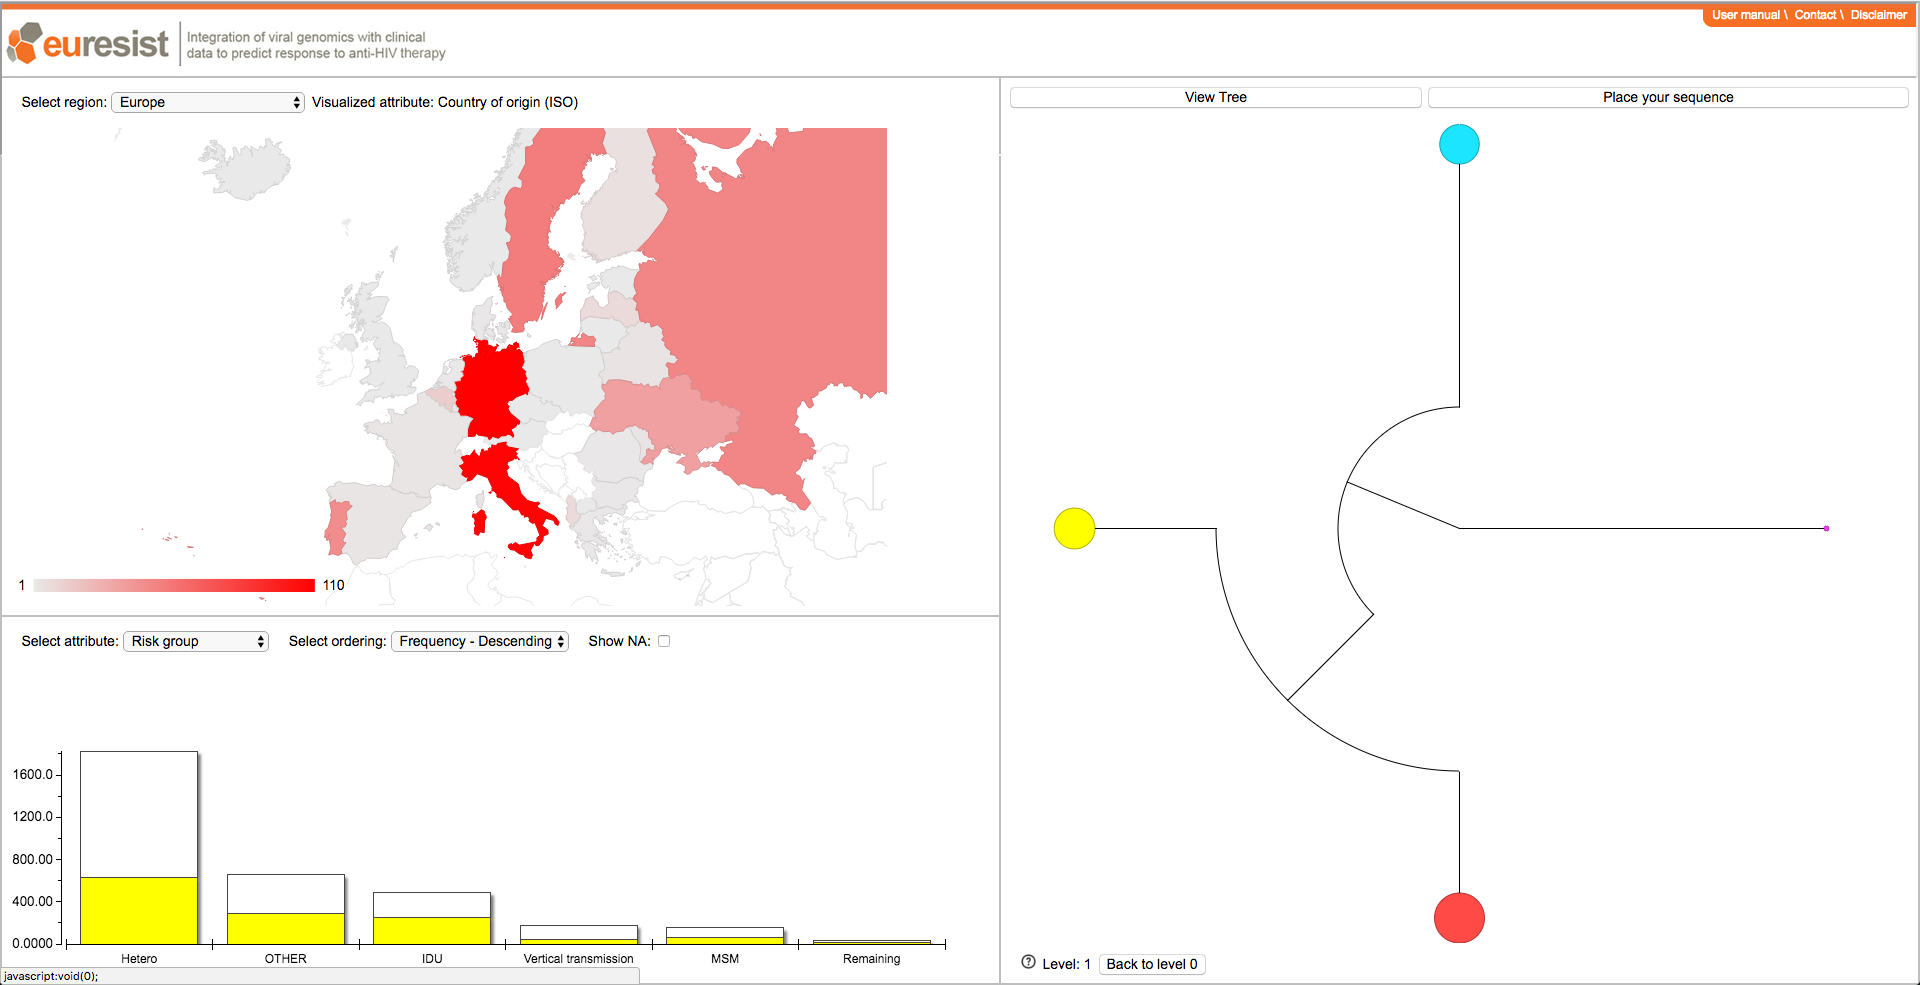 User manual \ Contact \ Disclaimer
euresist
Integration of viral genomics with clinical
data to predict response to anti-HIV therapy
Select region: Europe Visualized attribute: Country of origin (ISO)
View Tree Place your sequence
1 110
Select attribute: Risk group Select ordering: Frequency - Descending Show NA:
1600.0
1200.0
800.00
400.00
0.0000
Hetero OTHER IDU Vertical transmission MSM Remaining
? Level: 1 Back to level 0
javascript:void(0);